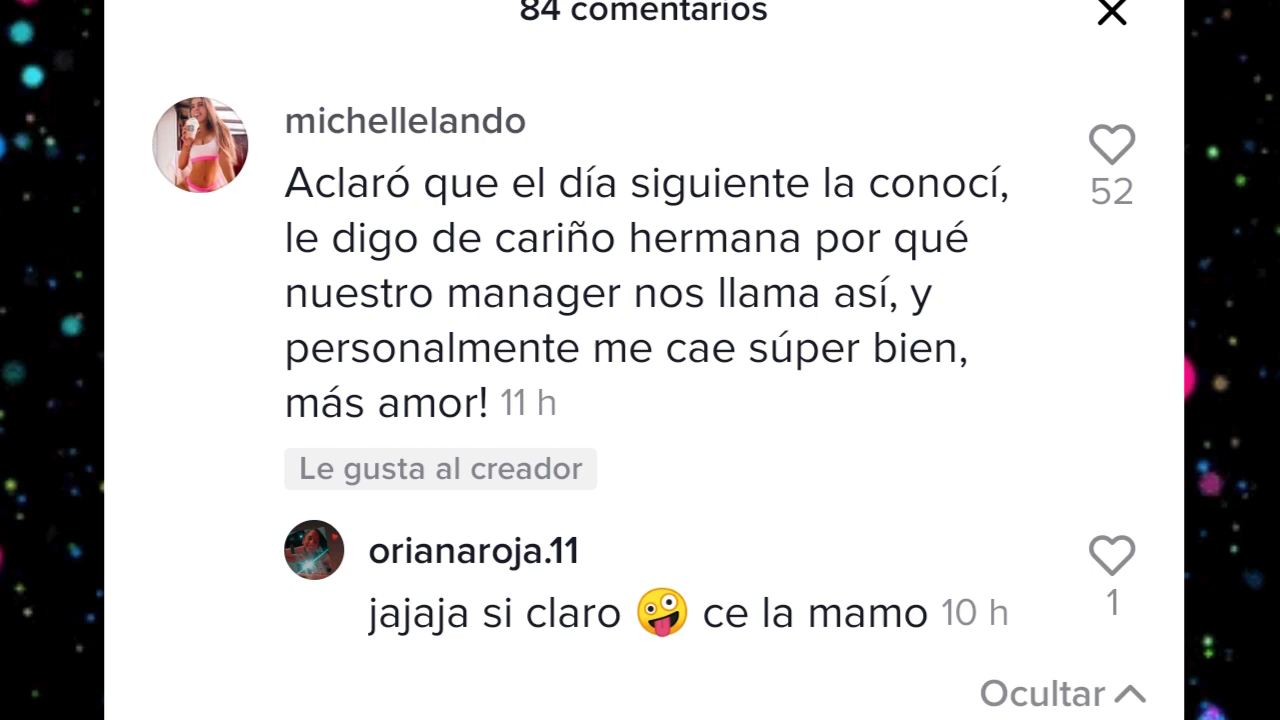 84 comentarios
michellelando
Aclaró que el día siguiente la conocí,
52
le digo de cariño hermana por qué
nuestro manager nos llama así, y
personalmente me cae súper bien,
más amor! 11 h
Le gusta al creador
orianaroja.11
jajaja si claro 🤪 ce la mamo 10 h
1
Ocultar